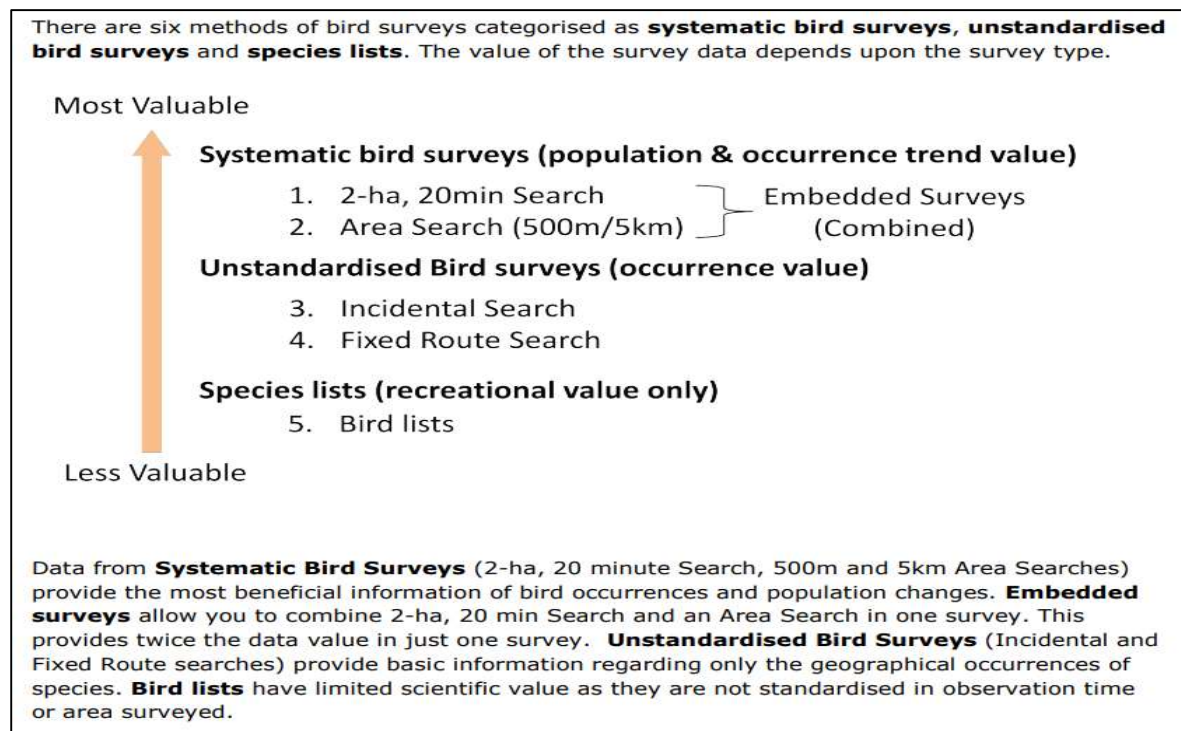 There are six methods of bird surveys categorised as systematic bird surveys, unstandardised
bird surveys and species lists. The value of the survey data depends upon the survey type.
Most Valuable
Systematic bird surveys (population & occurrence trend value)
1. 2-ha, 20min Search
2. Area Search (500m/5km)
Embedded Surveys
(Combined)
Unstandardised Bird surveys (occurrence value)
3. Incidental Search
4. Fixed Route Search
Species lists (recreational value only)
5. Bird lists
Less Valuable
Data from Systematic Bird Surveys (2-ha, 20 minute Search, 500m and 5km Area Searches)
provide the most beneficial information of bird occurrences and population changes. Embedded
surveys allow you to combine 2-ha, 20 min Search and an Area Search in one survey. This
provides twice the data value in just one survey. Unstandardised Bird Surveys (Incidental and
Fixed Route searches) provide basic information regarding only the geographical occurrences of
species. Bird lists have limited scientific value as they are not standardised in observation time
or area surveyed.